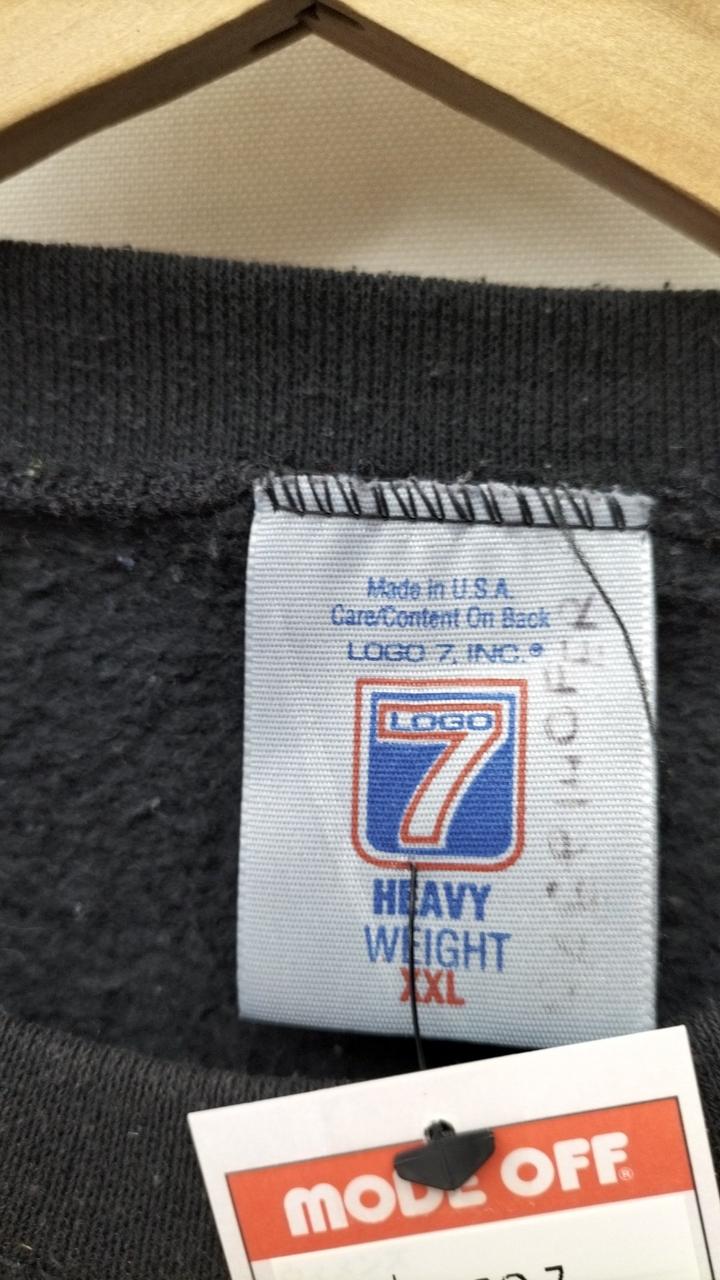 Made in U.S.A.
Care/Content On Back
LOGO 7, INC.®
LOGO
7
HEAVY
WEIGHT
XXL
MODE OFF®